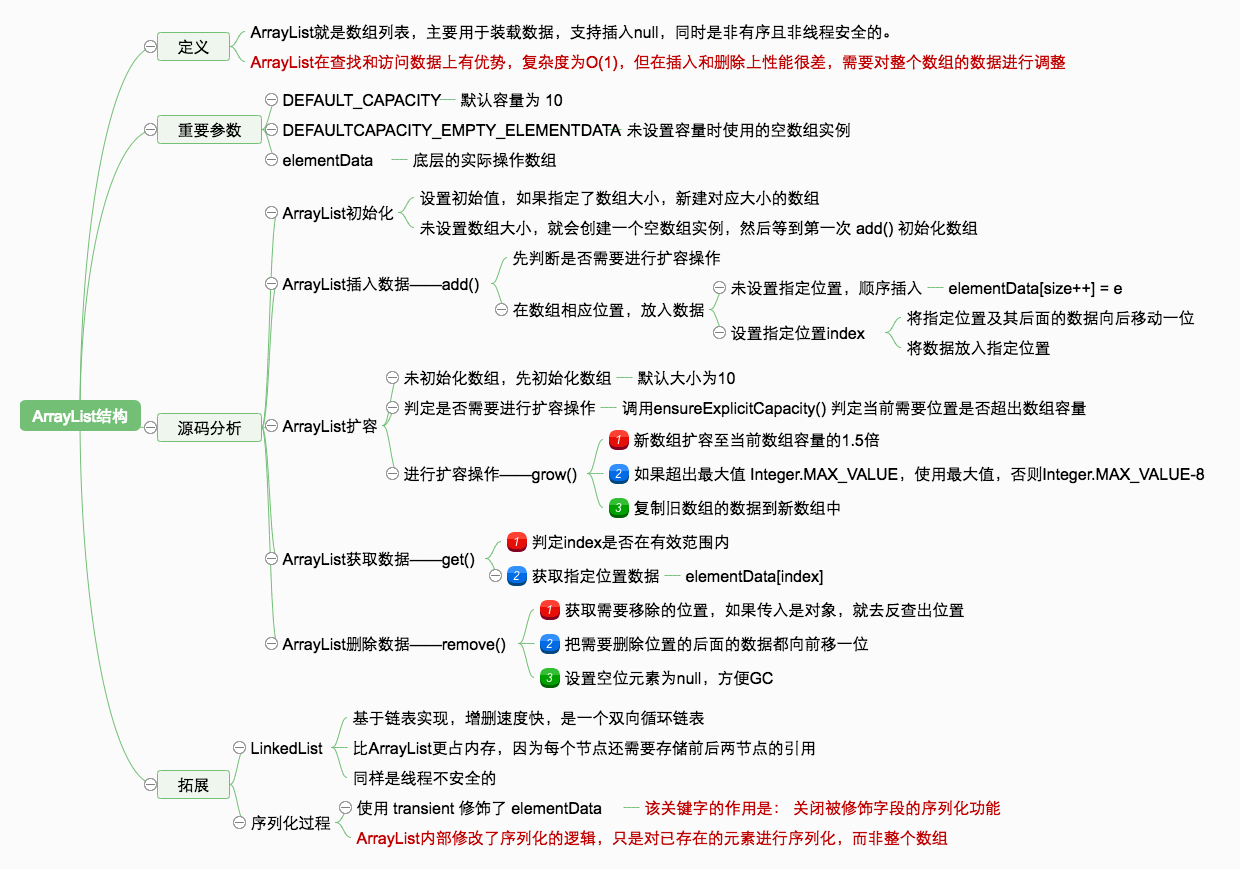 ArrayList结构
定义
ArrayList就是数组列表，主要用于装载数据，支持插入null，同时是非有序且非线程安全的。
ArrayList在查找和访问数据上有优势，复杂度为O(1)，但在插入和删除上性能很差，需要对整个数组的数据进行调整
重要参数
DEFAULT_CAPACITY 默认容量为 10
DEFAULTCAPACITY_EMPTY_ELEMENTDATA 未设置容量时使用的空数组实例
elementData 底层的实际操作数组
源码分析
ArrayList初始化
设置初始值，如果指定了数组大小，新建对应大小的数组
未设置数组大小，就会创建一个空数组实例，然后等到第一次 add() 初始化数组
ArrayList插入数据——add()
先判断是否需要进行扩容操作
在数组相应位置，放入数据
未设置指定位置，顺序插入 elementData[size++] = e
设置指定位置index
将指定位置及其后面的数据向后移动一位
将数据放入指定位置
ArrayList扩容
未初始化数组，先初始化数组 默认大小为10
判定是否需要进行扩容操作 调用ensureExplicitCapacity() 判定当前需要位置是否超出数组容量
进行扩容操作——grow()
1 新数组扩容至当前数组容量的1.5倍
2 如果超出最大值 Integer.MAX_VALUE，使用最大值，否则Integer.MAX_VALUE-8
3 复制旧数组的数据到新数组中
ArrayList获取数据——get()
1 判定index是否在有效范围内
2 获取指定位置数据 elementData[index]
ArrayList删除数据——remove()
1 获取需要移除的位置，如果传入是对象，就去反查出位置
2 把需要删除位置的后面的数据都向前移一位
3 设置空位元素为null，方便GC
拓展
LinkedList
基于链表实现，增删速度快，是一个双向循环链表
比ArrayList更占内存，因为每个节点还需要存储前后两节点的引用
同样是线程不安全的
序列化过程
使用 transient 修饰了 elementData 该关键字的作用是： 关闭被修饰字段的序列化功能
ArrayList内部修改了序列化的逻辑，只是对已存在的元素进行序列化，而非整个数组